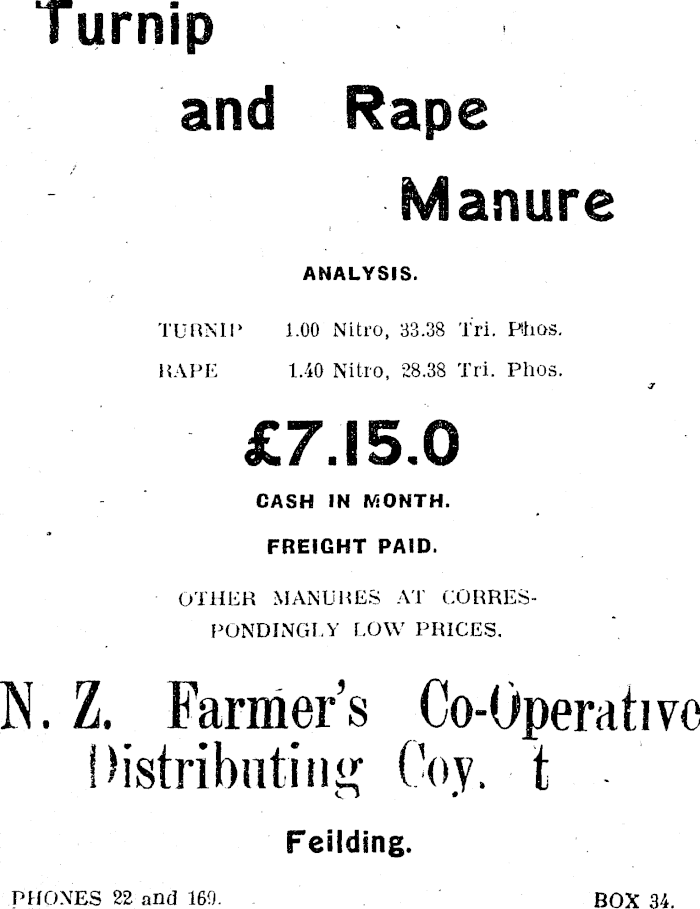 Turnip
and Rape
Manure
ANALYSIS.
TURNIP 1.00 Nitro, 33.38 Tri. Phos.
RAPE 1.40 Nitro, 28.38 Tri. Phos.
£7.15.0
CASH IN MONTH.
FREIGHT PAID.
OTHER MANURES AT CORRES-
PONDINGLY LOW PRICES.
N. Z. Farmer's Co-Operative
Distributing Coy. t
Feilding.
PHONES 22 and 169. BOX 34.